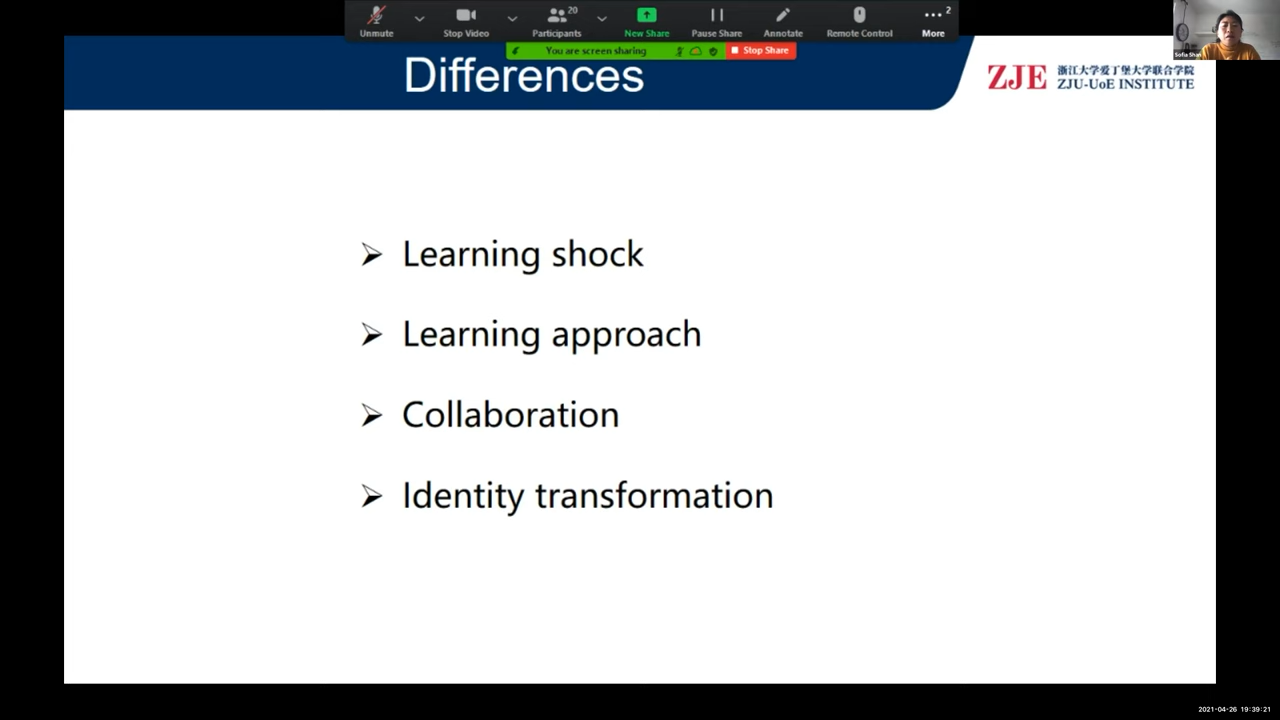 20
2
Unmute
Stop Video
Participants
New Share
Pause Share
Annotate
Remote Control
More
You are screen sharing
Stop Share
Sofia Shan
Differences
ZJE
浙江大学爱丁堡大学联合学院
ZJU-UoE INSTITUTE
Learning shock
Learning approach
Collaboration
Identity transformation
2021-04-26 19:39:21